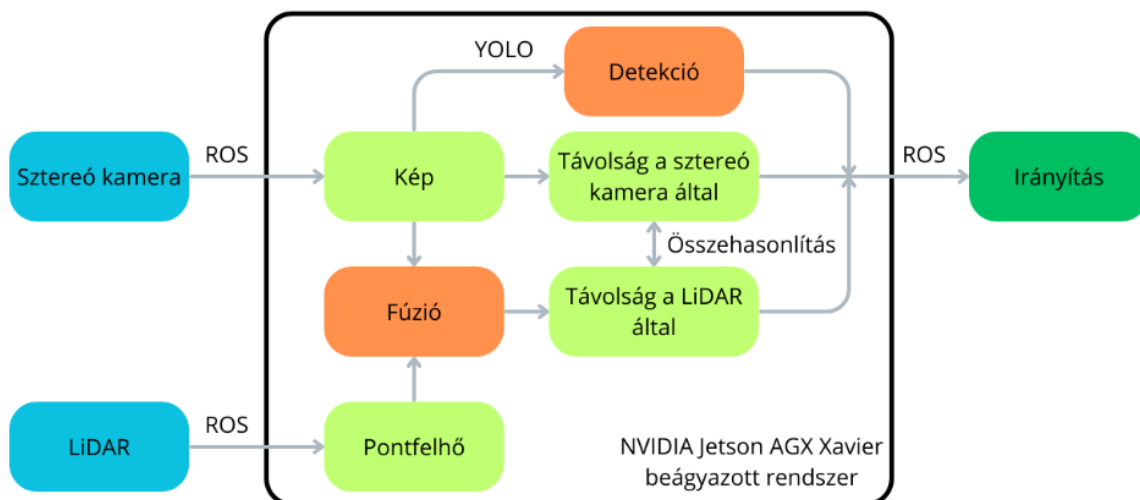 YOLO
Detekció
Sztereó kamera
ROS
Kép
Távolság a sztereó
kamera által
ROS
Irányítás
Összehasonlítás
Fúzió
Távolság a LiDAR
által
LiDAR
ROS
Pontfelhő
NVIDIA Jetson AGX Xavier
beágyazott rendszer